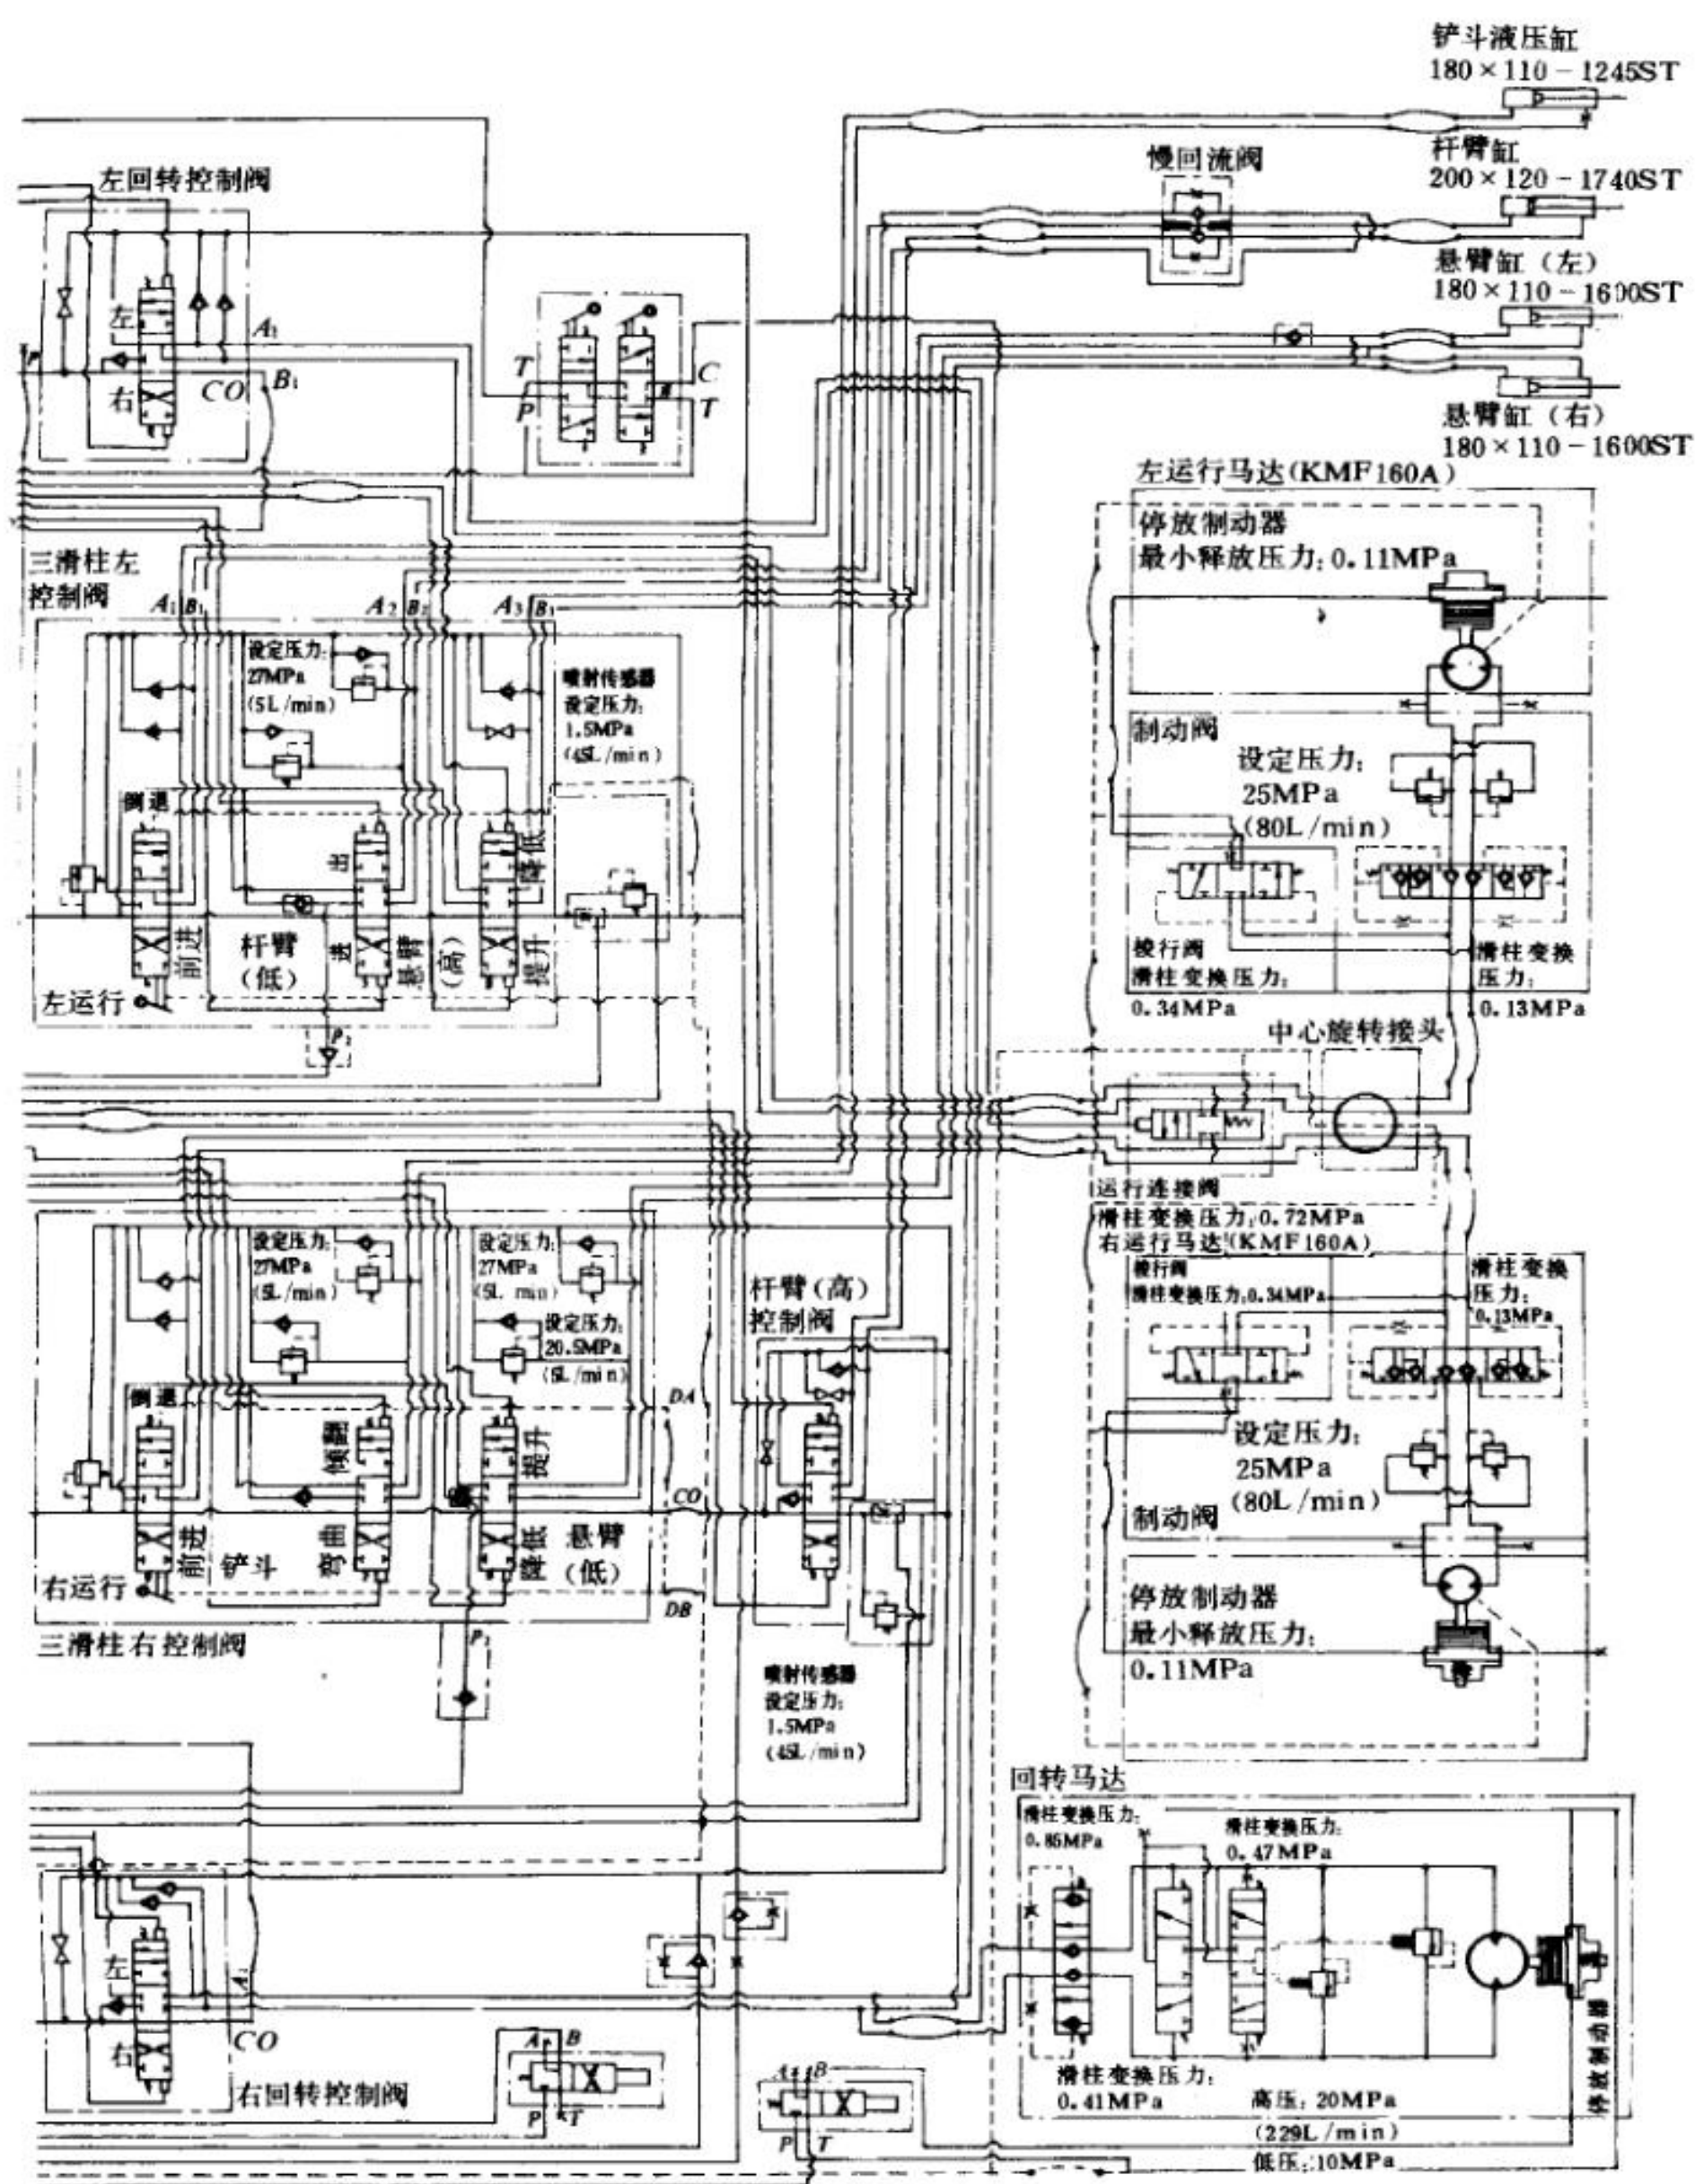 铲斗液压缸
180×110-1245ST
杆臂缸
200×120-1740ST
慢回流阀
悬臂缸（左）
180×110-1600ST
悬臂缸（右）
180×110-1600ST
左回转控制阀
左
右
P
A1
B1
CO
T
P
C
T
左运行马达(KMF160A)
停放制动器
最小释放压力:0.11MPa
制动阀
设定压力:
25MPa
(80L/min)
梭行阀
滑柱变换压力:
0.34MPa
滑柱变换
压力:
0.13MPa
中心旋转接头
三滑柱左
控制阀
A1
B1
A2
B2
A3
设定压力:
27MPa
(5L/min)
喷射传感器
设定压力:
1.5MPa
(45L/min)
倒退
前进
左运行
杆臂
(低)
出
进
悬臂
(高)
降低
提升
P2
运行连接阀
滑柱变换压力:0.72MPa
右运行马达(KMF160A)
梭行阀
滑柱变换压力:0.34MPa
滑柱变换
压力:
0.13MPa
设定压力:
25MPa
(80L/min)
制动阀
停放制动器
最小释放压力:
0.11MPa
设定压力:
27MPa
(5L/min)
设定压力:
27MPa
(5L min)
设定压力:
20.5MPa
(5L/min)
杆臂(高)
控制阀
倒退
前进
右运行
铲斗
倾翻
弯曲
提升
降低
悬臂
(低)
DA
CO
DB
三滑柱右控制阀
喷射传感器
设定压力:
1.5MPa
(45L/min)
回转马达
滑柱变换压力:
0.85MPa
滑柱变换压力:
0.47MPa
滑柱变换压力:
0.41MPa
高压:20MPa
(229L/min)
低压:10MPa
停放制动器
左
右
CO
右回转控制阀
A
B
P
T
A
B
P
T